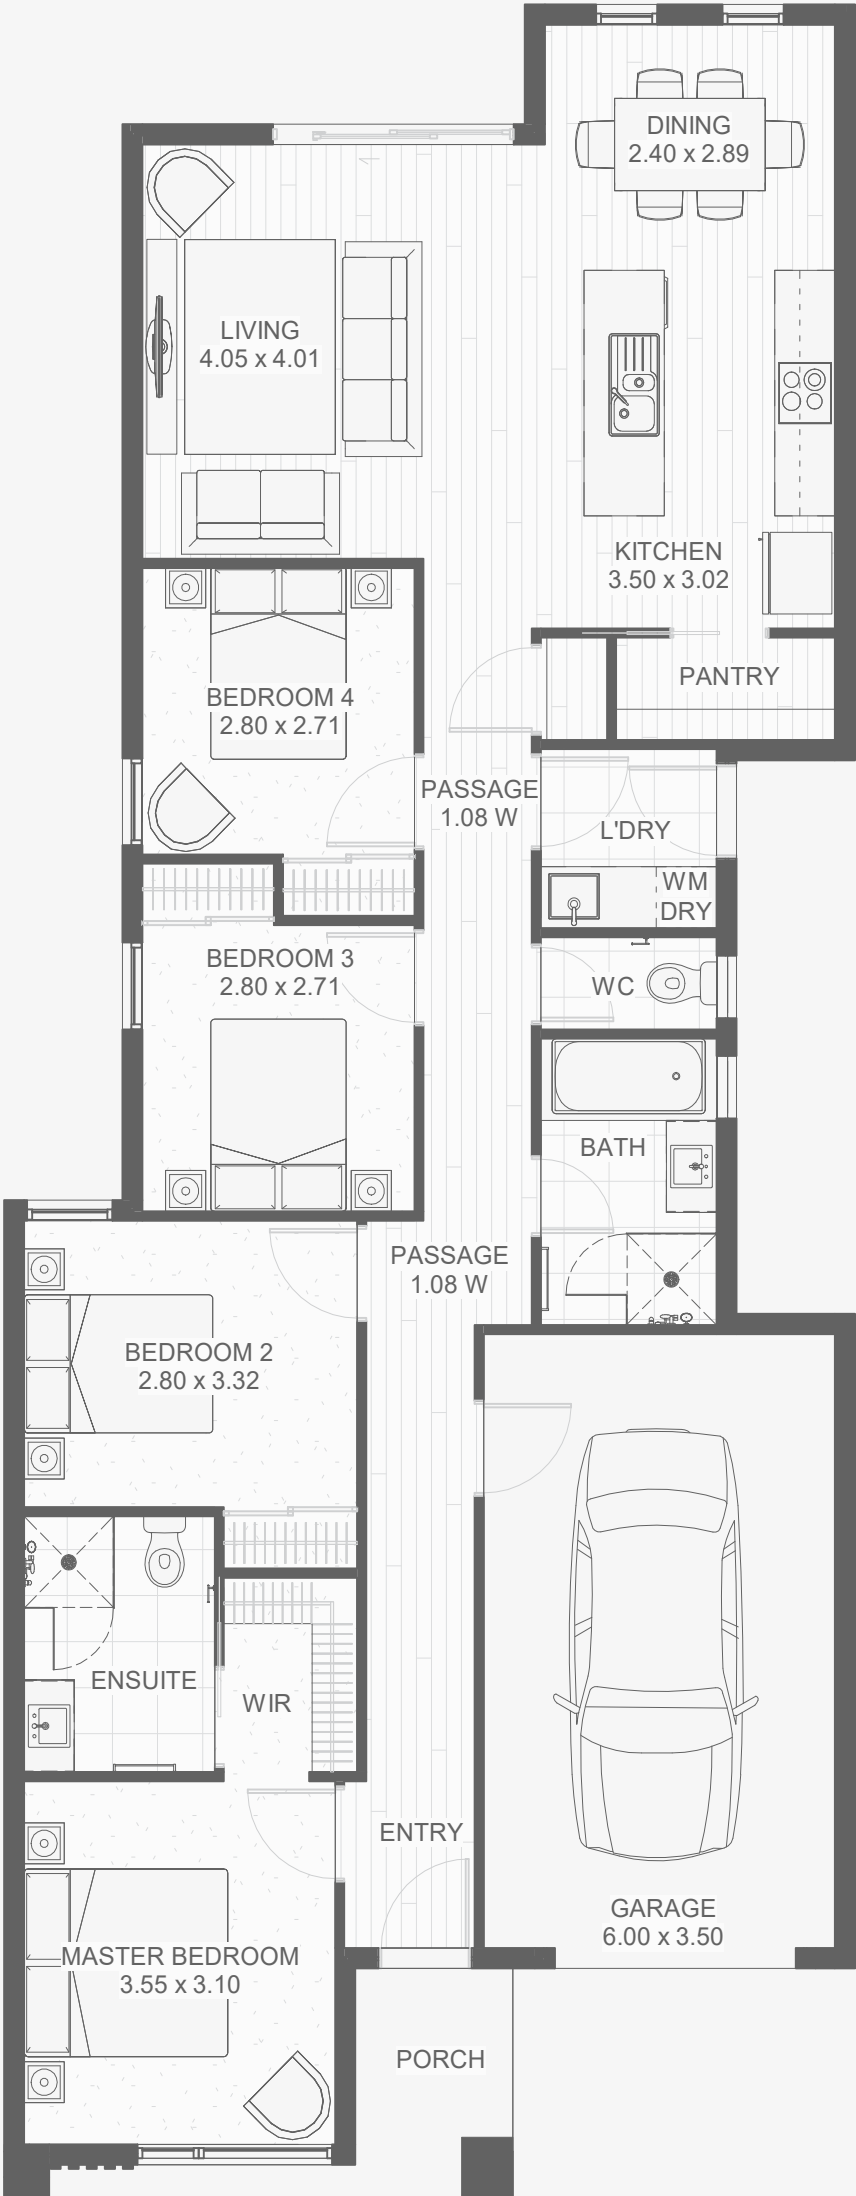 DINING
2.40 x 2.89
LIVING
4.05 x 4.01
KITCHEN
3.50 x 3.02
PANTRY
BEDROOM 4
2.80 x 2.71
PASSAGE
1.08 W
L'DRY
WM
DRY
BEDROOM 3
2.80 x 2.71
WC
BATH
PASSAGE
1.08 W
BEDROOM 2
2.80 x 3.32
ENSUITE
WIR
ENTRY
GARAGE
6.00 x 3.50
MASTER BEDROOM
3.55 x 3.10
PORCH